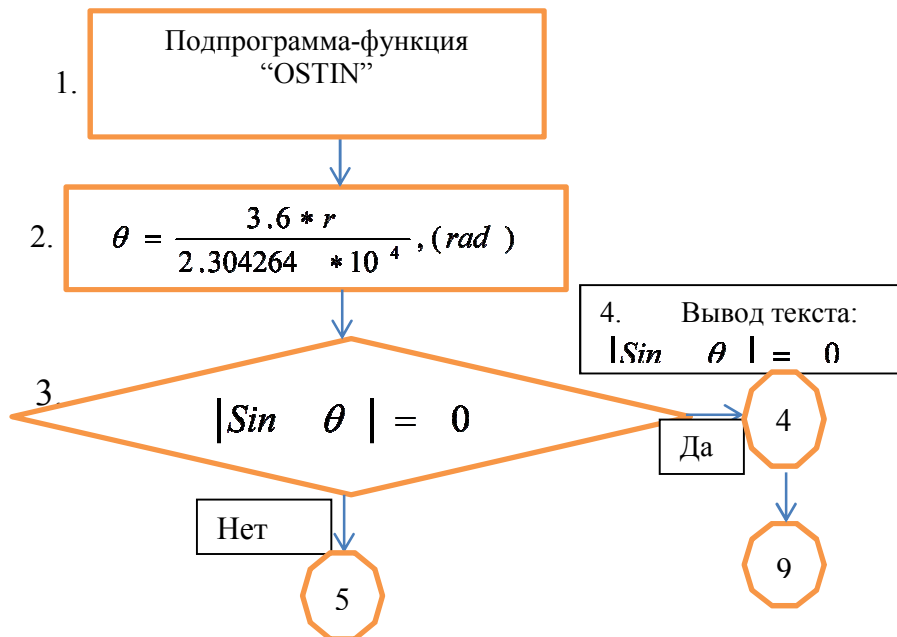 Подпрограмма-функция
“OSTIN”
1.
2.
θ = \frac{3.6 * r}{2.304264 * 10^4}, (rad)
4. Вывод текста:
|Sin θ| = 0
3.
|Sin θ| = 0
4
Да
Нет
9
5